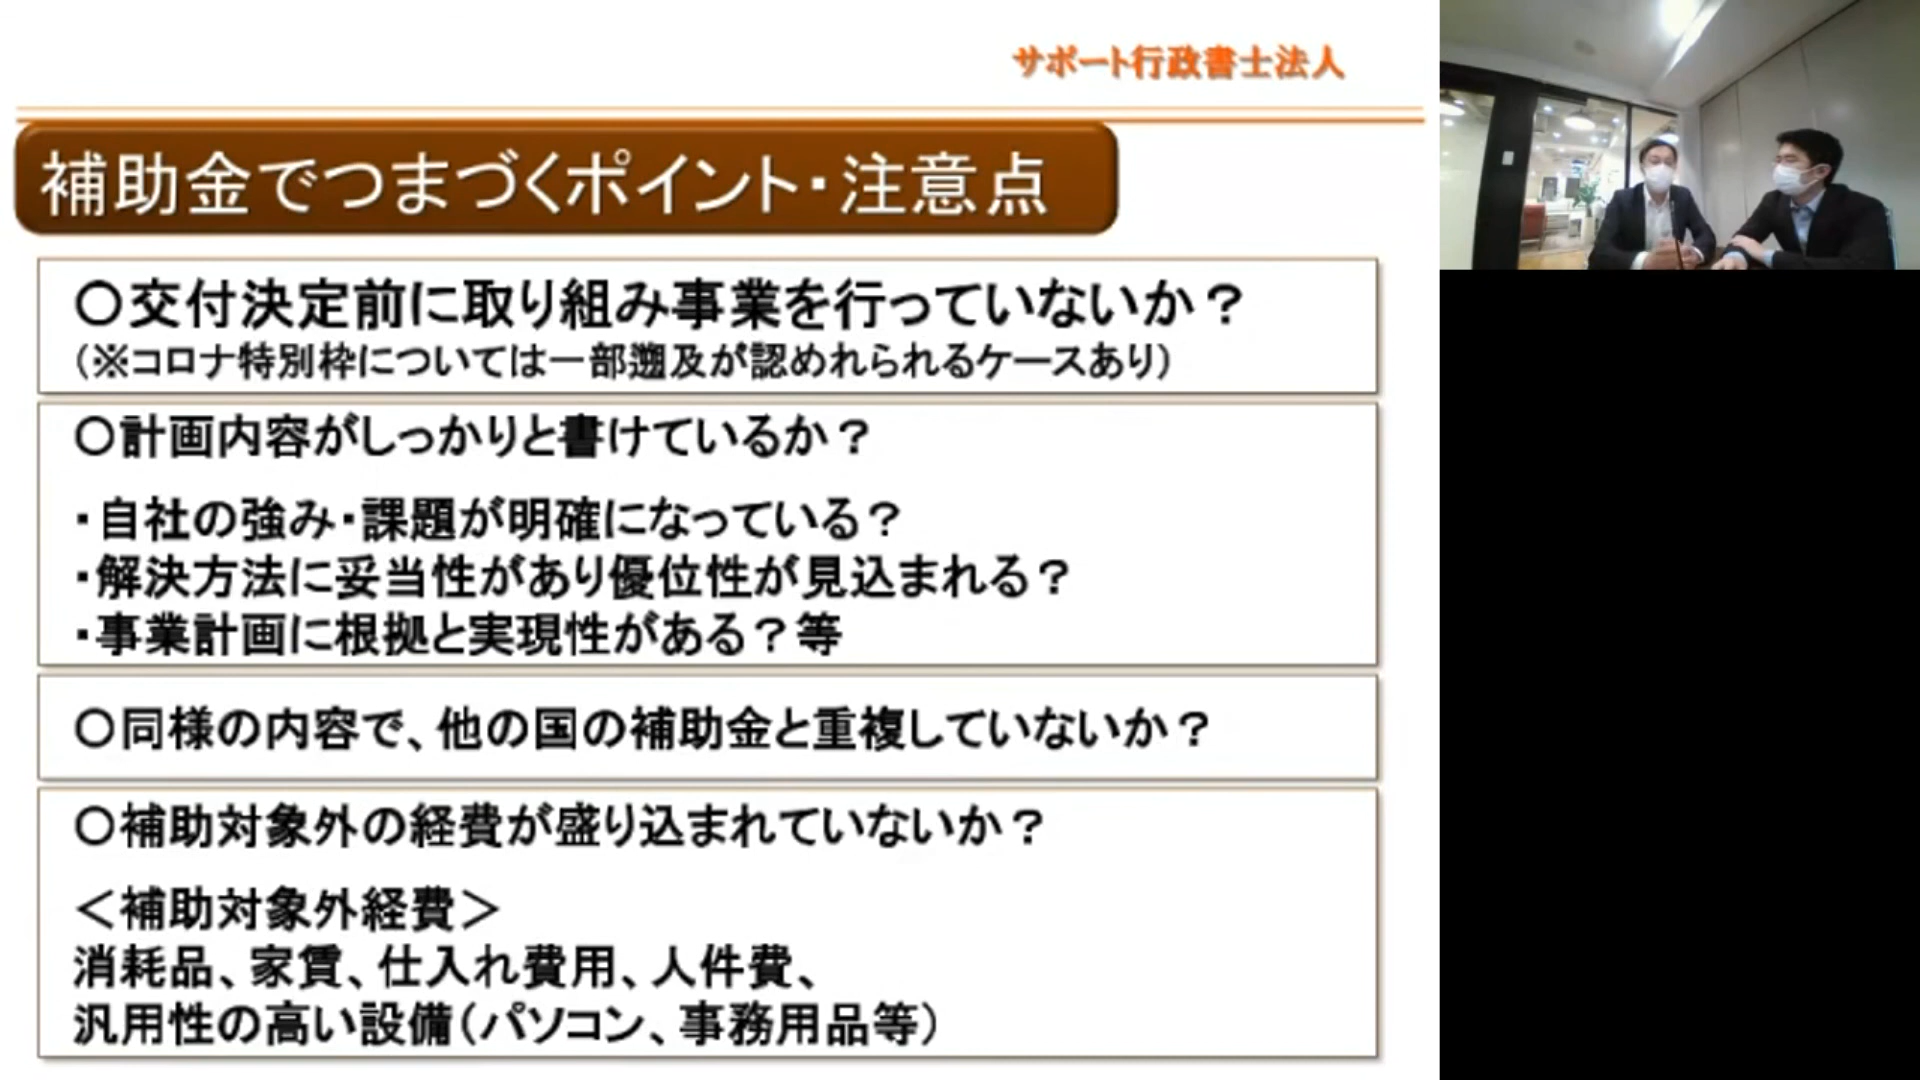 サポート行政書士法人
補助金でつまづくポイント・注意点
○交付決定前に取り組み事業を行っていないか？
（※コロナ特別枠については一部遡及が認めれられるケースあり）
○計画内容がしっかりと書けているか？
・自社の強み・課題が明確になっている？
・解決方法に妥当性があり優位性が見込まれる？
・事業計画に根拠と実現性がある？等
○同様の内容で、他の国の補助金と重複していないか？
○補助対象外の経費が盛り込まれていないか？
＜補助対象外経費＞
消耗品、家賃、仕入れ費用、人件費、
汎用性の高い設備（パソコン、事務用品等）